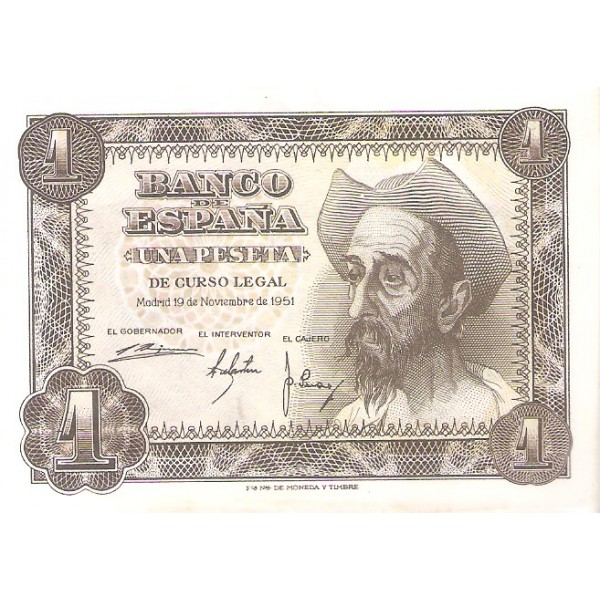 1 1
BANCO
DE
ESPAÑA
UNA PESETA
DE CURSO LEGAL
Madrid 19 de Noviembre de 1951
EL GOBERNADOR EL INTERVENTOR EL CAJERO
1 1
DE MONEDA Y TIMBRE